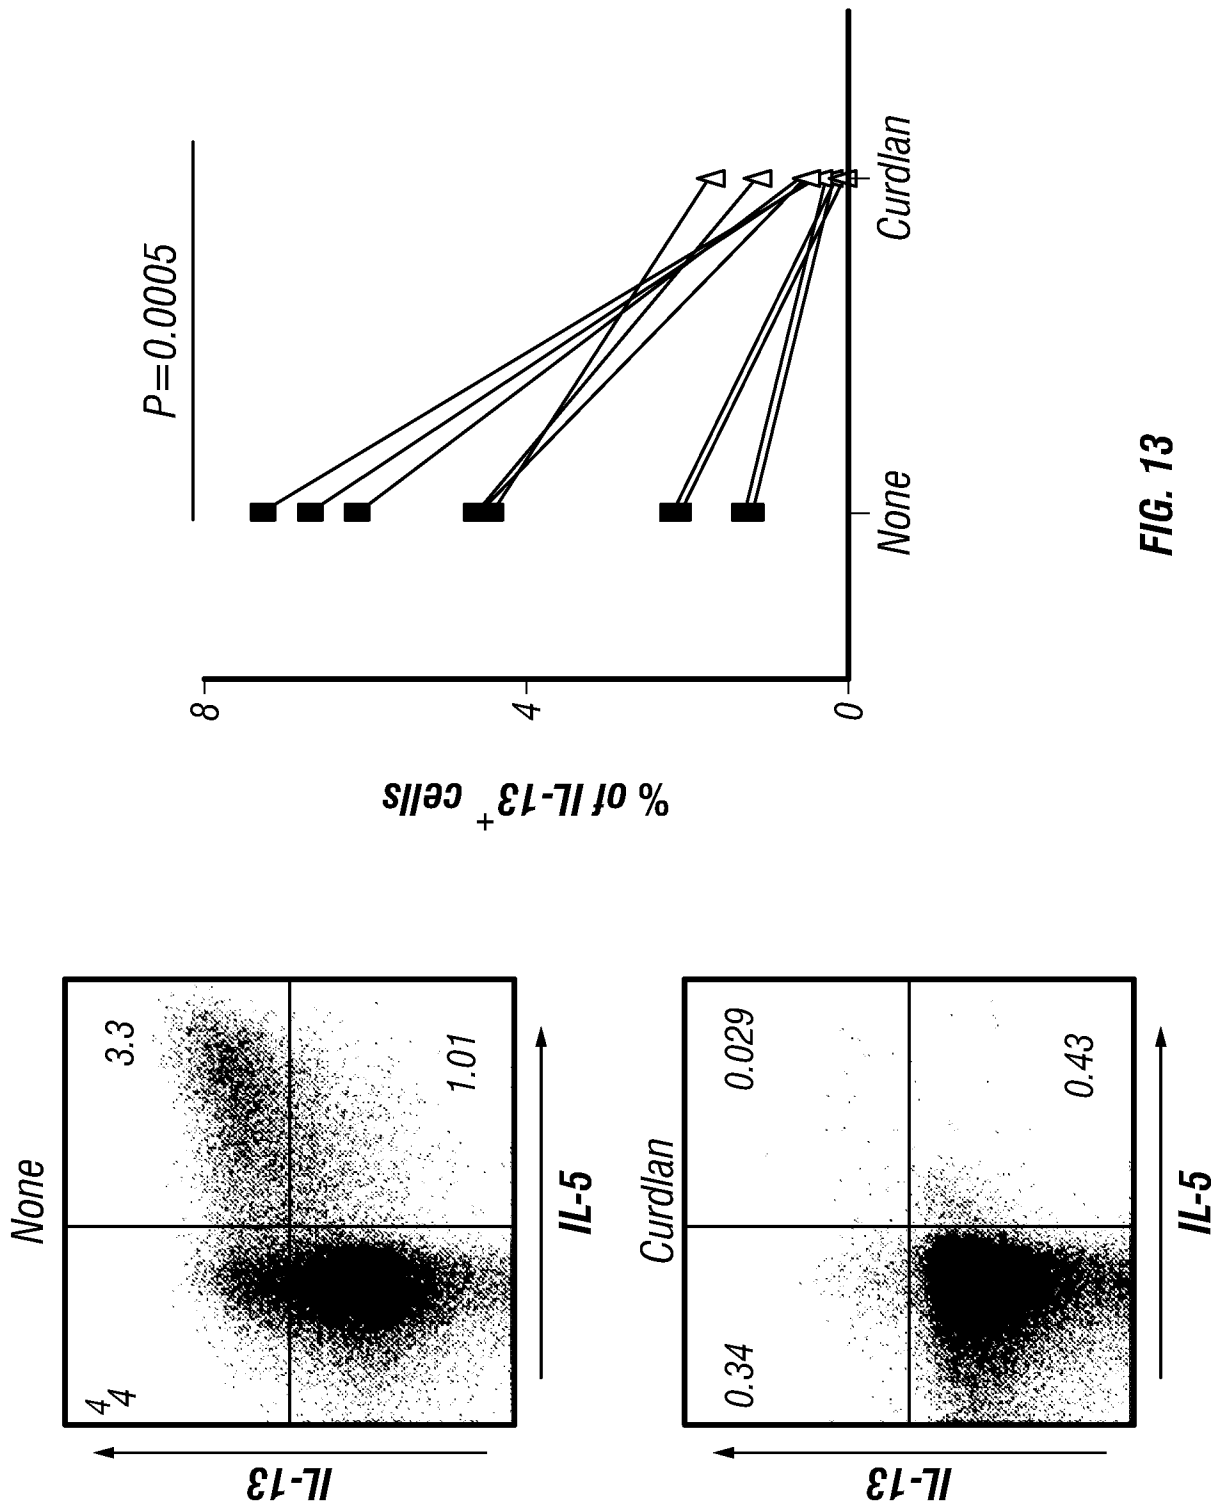 None
4
4
3.3
1.01
IL-13
IL-5
Curdlan
0.34
0.029
0.43
IL-13
IL-5
P=0.0005
8
4
0
% of IL-13+ cells
None
Curdlan
FIG. 13